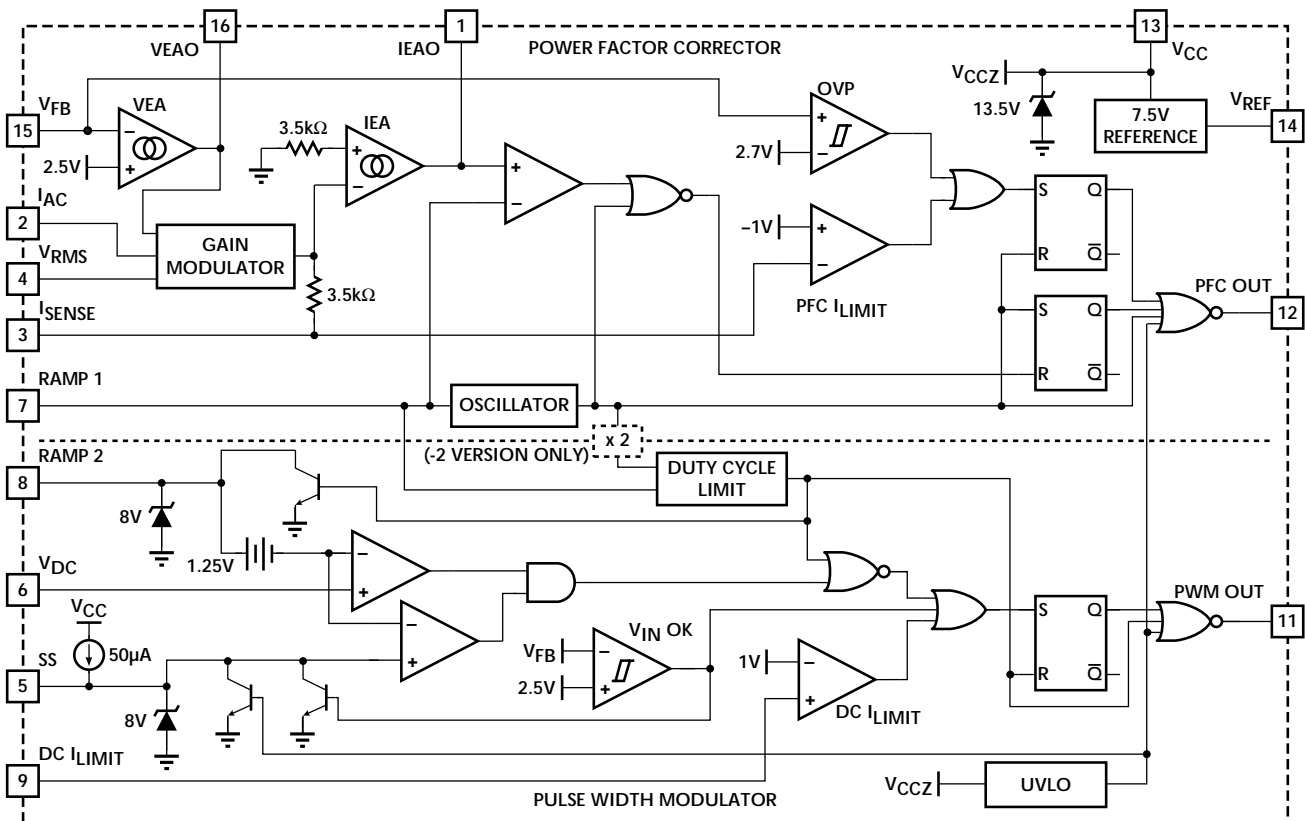 16
1
13
VEAO
IEAO
POWER FACTOR CORRECTOR
VCC
VFB
VEA
15
2.5V
3.5kΩ
IEA
OVP
2.7V
VCCZ
13.5V
7.5V
REFERENCE
VREF
14
IAC
2
VRMS
4
GAIN
MODULATOR
3.5kΩ
−1V
PFC ILIMIT
S Q
R Q̅
S Q
R Q̅
PFC OUT
12
ISENSE
3
RAMP 1
7
OSCILLATOR
x 2
(-2 VERSION ONLY)
DUTY CYCLE
LIMIT
RAMP 2
8
8V
1.25V
VDC
6
VCC
50µA
SS
5
8V
VIN OK
VFB
2.5V
1V
DC ILIMIT
S Q
R Q̅
PWM OUT
11
DC ILIMIT
9
VCCZ
UVLO
PULSE WIDTH MODULATOR